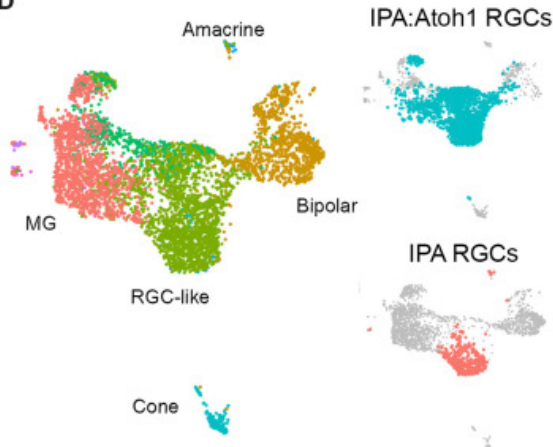 D
Amacrine
IPA:Atoh1 RGCs
MG
Bipolar
RGC-like
IPA RGCs
Cone